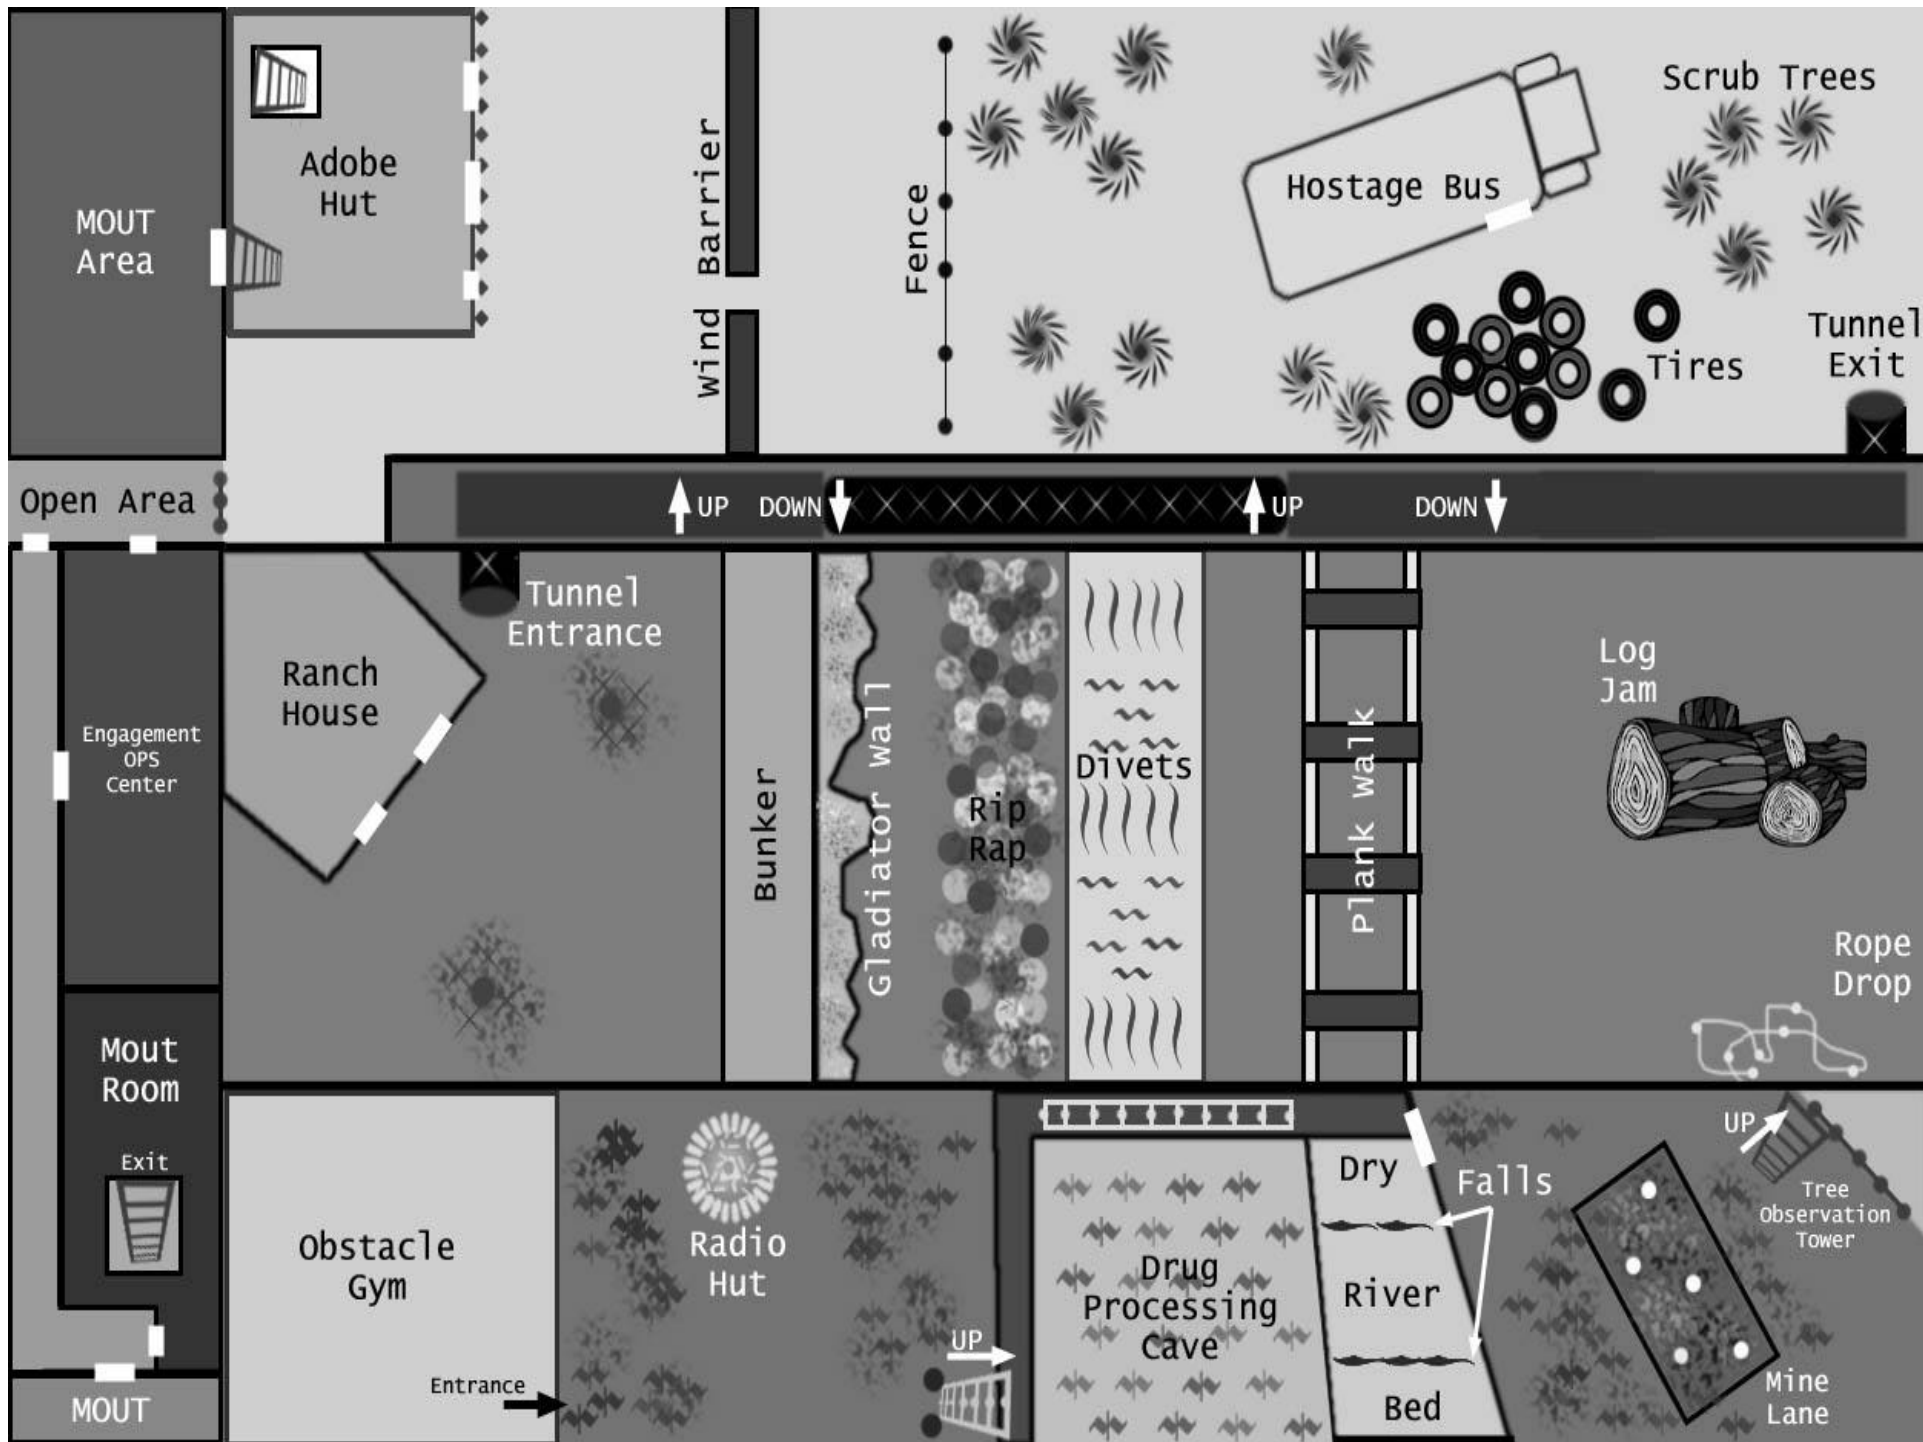 MOUT
Area
Adobe
Hut
Wind Barrier
Fence
Hostage Bus
Scrub Trees
Tires
Tunnel
Exit
Open Area
UP
DOWN
UP
DOWN
Engagement
OPS
Center
Ranch
House
Tunnel
Entrance
Bunker
Gladiator Wall
Rip
Rap
Divets
Plank Walk
Log
Jam
Rope
Drop
Mout
Room
Exit
MOUT
Obstacle
Gym
Entrance
Radio
Hut
UP
Drug
Processing
Cave
Dry
River
Bed
Falls
UP
Tree
Observation
Tower
Mine
Lane